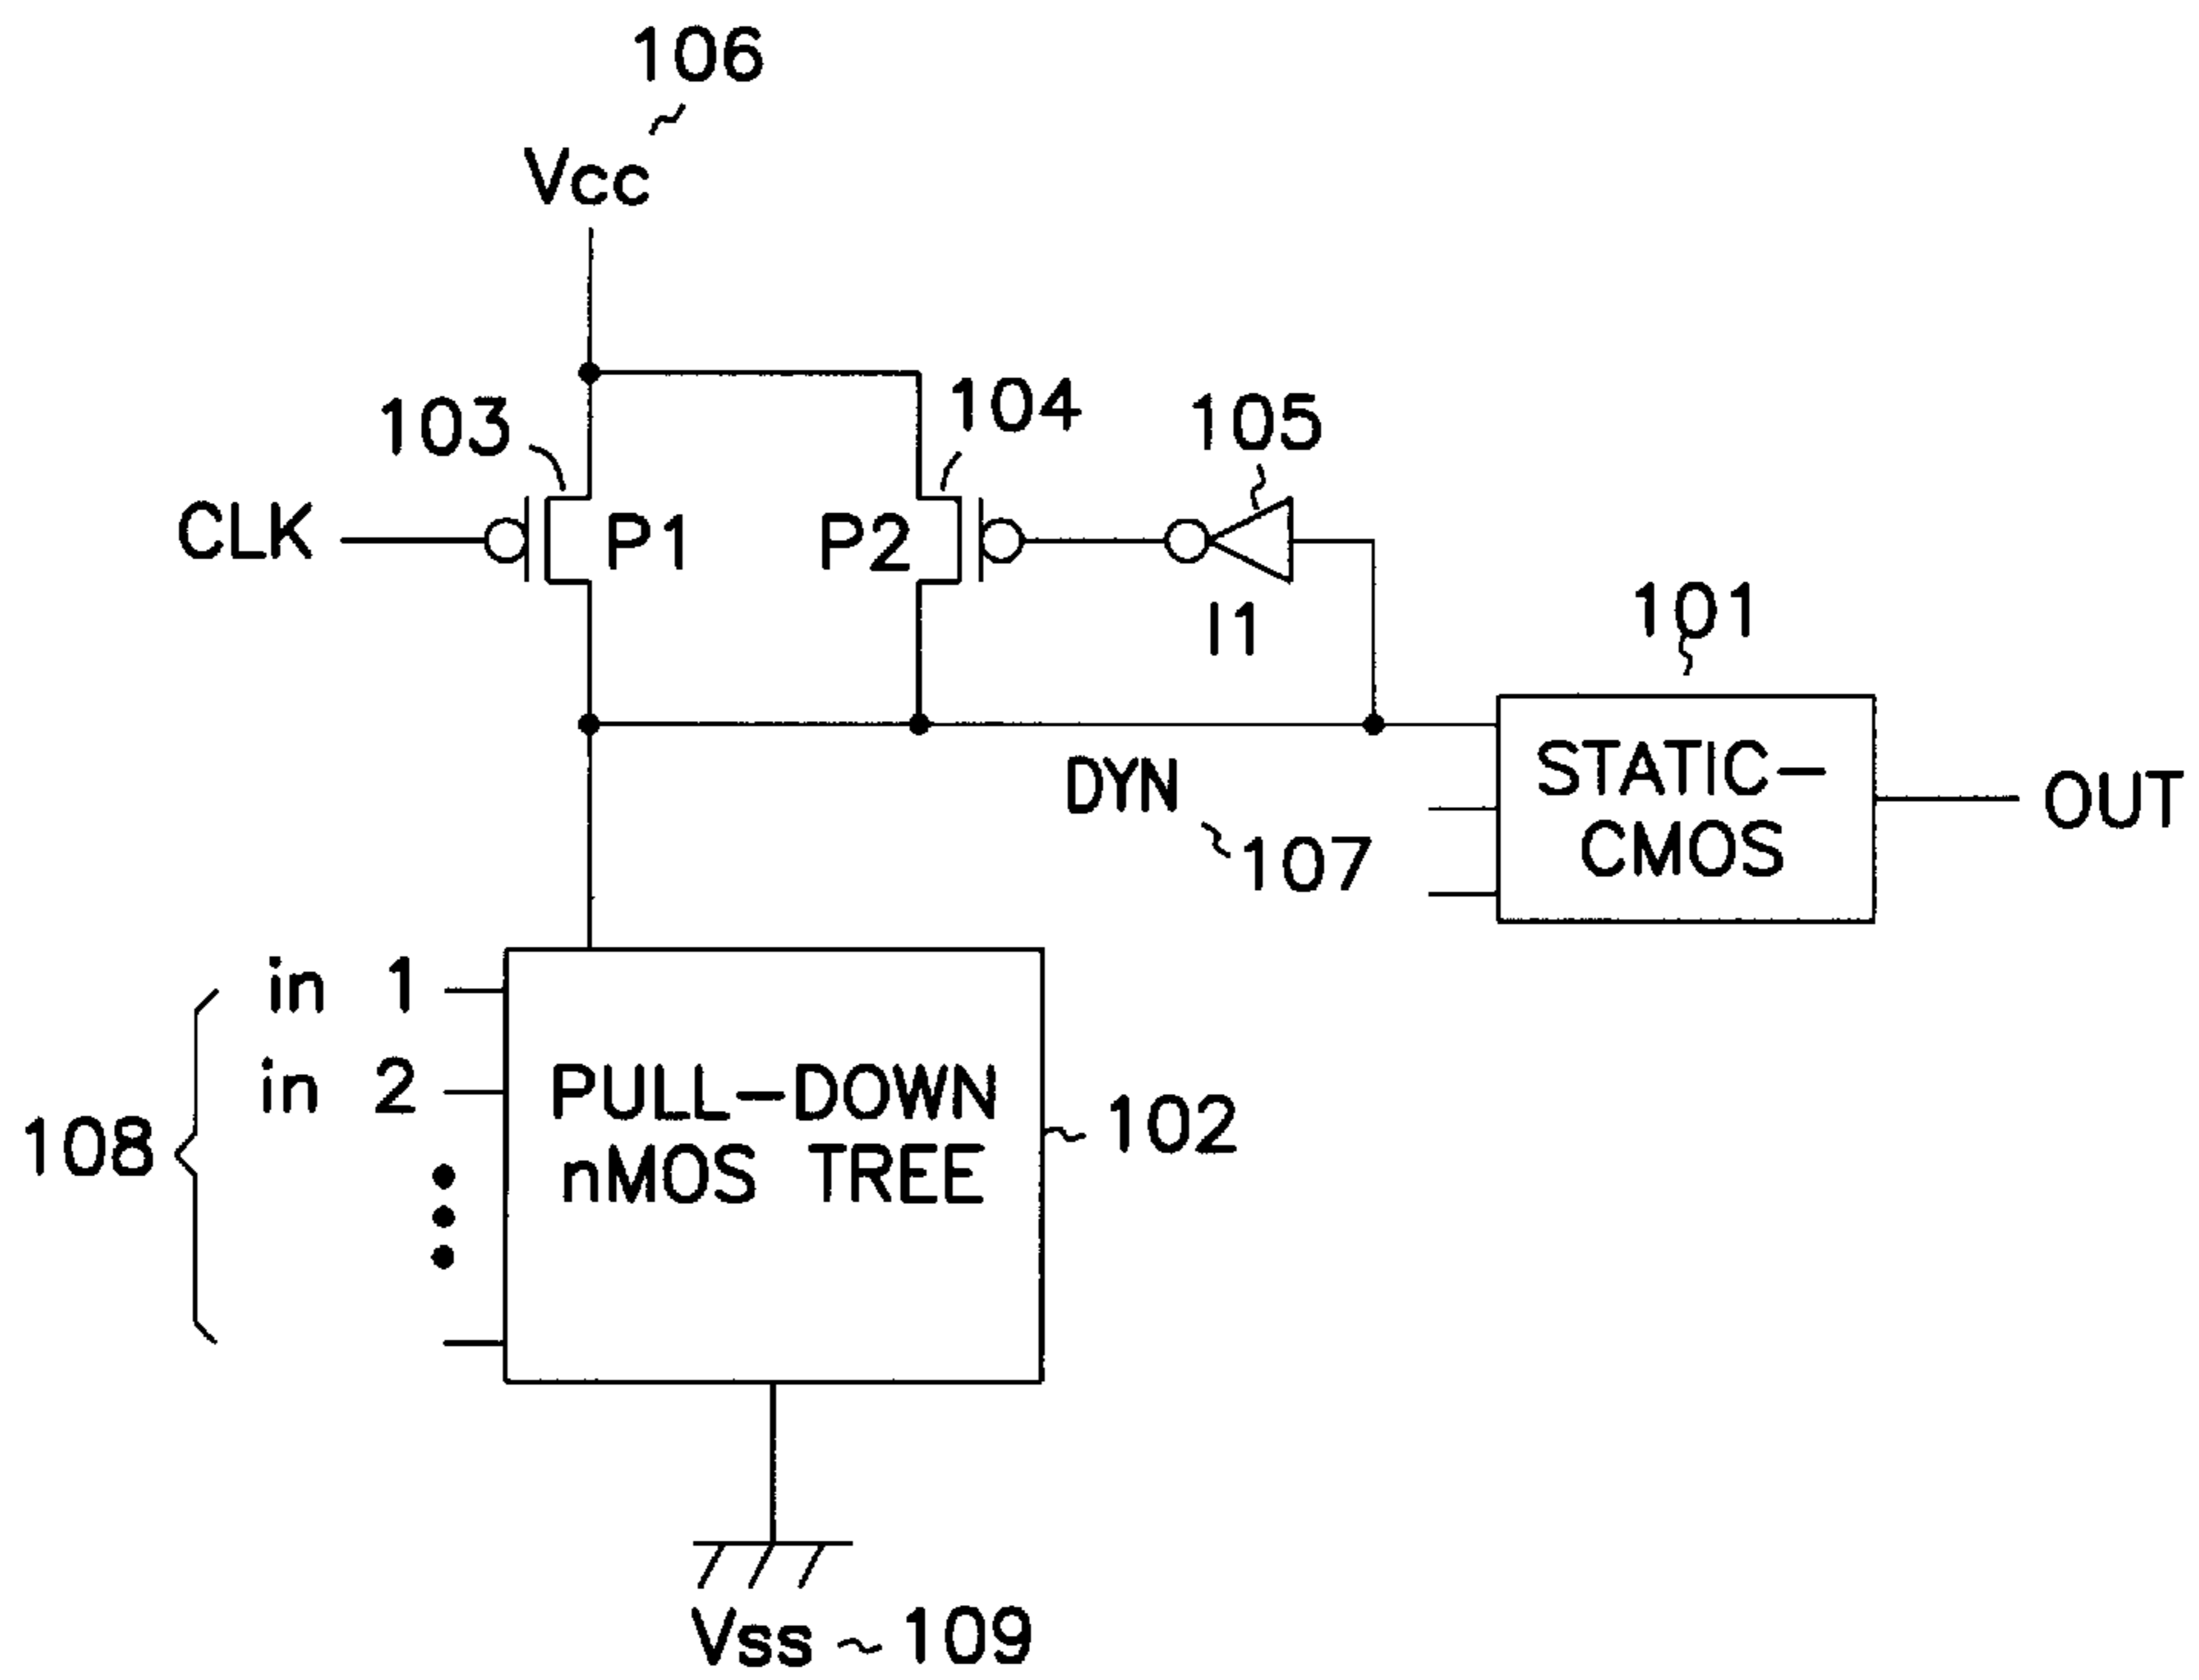 106
Vcc
103
104
105
CLK
P1
P2
I1
101
STATIC-
CMOS
OUT
DYN
107
in 1
in 2
108
PULL-DOWN
nMOS TREE
102
Vss
109